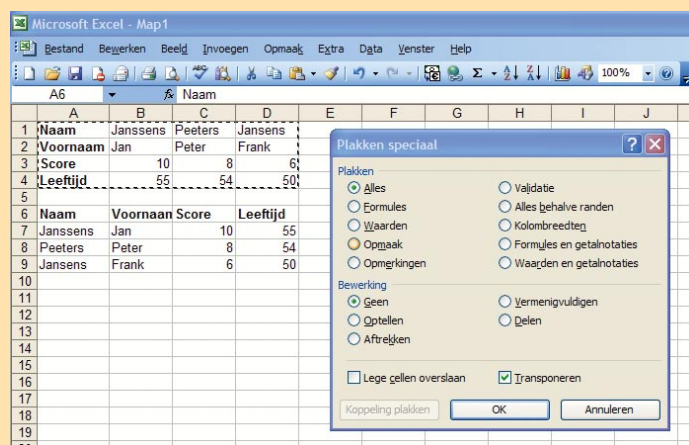 Microsoft Excel - Map1
Bestand Bewerken Beeld Invoegen Opmaak Extra Data Venster Help
100%
A6 fx Naam
A B C D E F G H I J
1 Naam Janssens Peeters Jansens
2 Voornaam Jan Peter Frank
3 Score 10 8 6
4 Leeftijd 55 54 50
5
6 Naam Voornaan Score Leeftijd
7 Janssens Jan 10 55
8 Peeters Peter 8 54
9 Jansens Frank 6 50
10
11
12
13
14
15
16
17
18
19
Plakken speciaal
Plakken
Alles Validatie
Formules Alles behalve randen
Waarden Kolombreedten
Opmaak Formules en getalnotaties
Opmerkingen Waarden en getalnotaties
Bewerking
Geen Vermenigvuldigen
Optellen Delen
Aftrekken
Lege cellen overslaan Transponeren
Koppeling plakken OK Annuleren